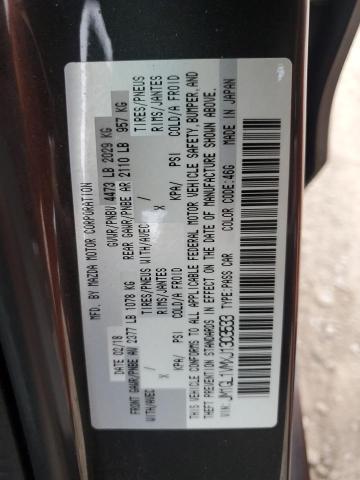 MFD. BY MAZDA MOTOR CORPORATION
DATE: 02/18 GVWR/PNBV 4473 LB 2029 KG
FRONT GAWR/PNBE AV 2377 LB 1078 KG REAR GAWR/PNBE AR 2110 LB 957 KG
WITH/AVEC TIRES/PNEUS WITH/AVEC TIRES/PNEUS
X RIMS/JANTES X RIMS/JANTES
KPA/ PSI COLD/A FROID KPA/ PSI COLD/A FROID
CONFORMS TO ALL APPLICABLE FEDERAL MOTOR VEHICLE SAFETY, BUMPER, AND
THEFT PREVENTION STANDARDS IN EFFECT ON THE DATE OF MANUFACTURE SHOWN ABOVE.
TYPE: PASS CAR COLOR CODE: 46G MADE IN JAPAN